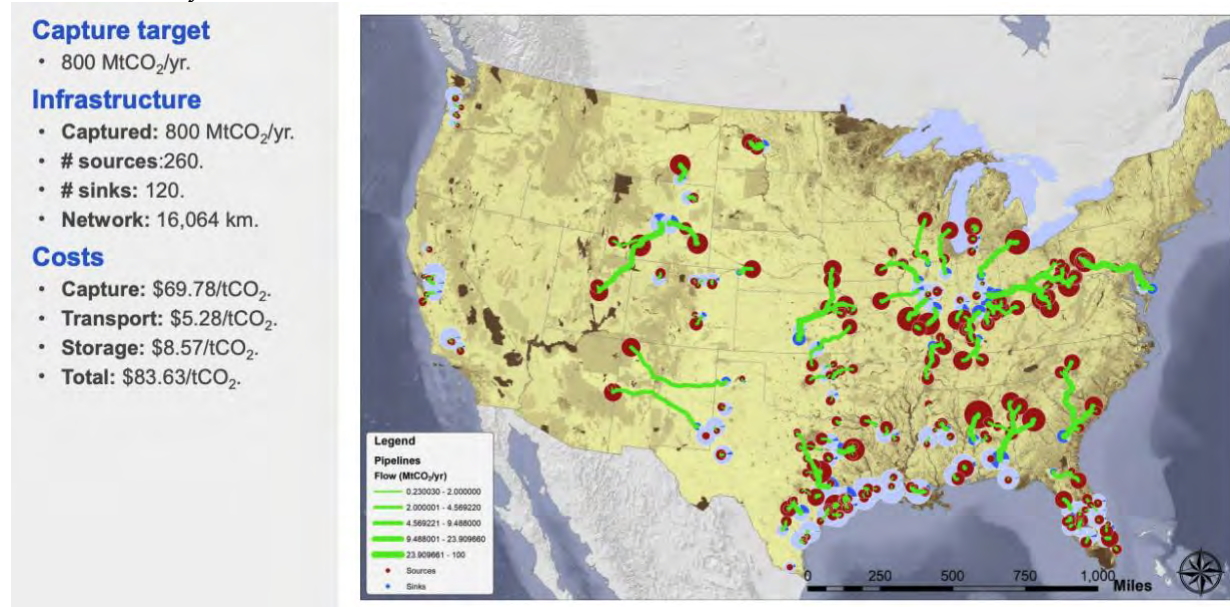 Capture target
• 800 MtCO₂/yr.
Infrastructure
• Captured: 800 MtCO₂/yr.
• # sources:260.
• # sinks: 120.
• Network: 16,064 km.
Costs
• Capture: $69.78/tCO₂.
• Transport: $5.28/tCO₂.
• Storage: $8.57/tCO₂.
• Total: $83.63/tCO₂.
Legend
Pipelines
Flow (MtCO₂/yr)
0.230030 - 2.000000
2.000001 - 4.569220
4.569221 - 9.488000
9.488001 - 23.909660
23.909661 - 100
Sources
Sinks
0 250 500 750 1,000
Miles